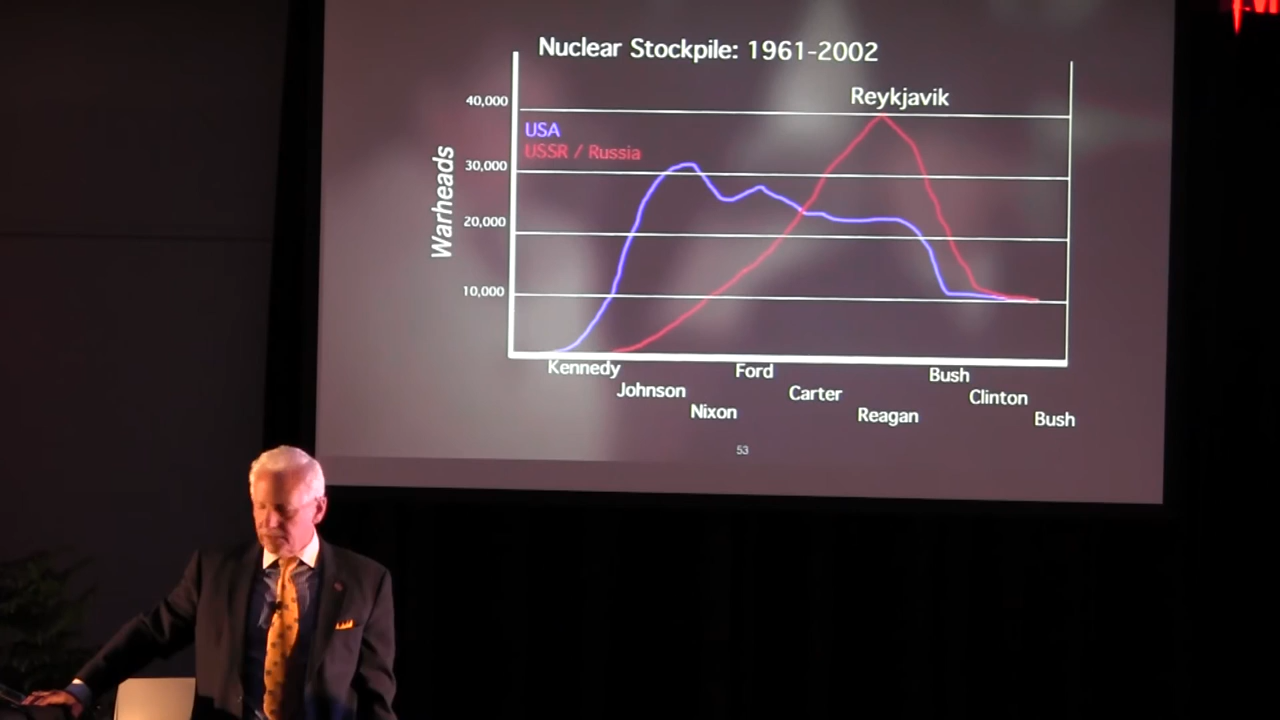 Nuclear Stockpile: 1961-2002
Reykjavik
40,000
USA
USSR / Russia
30,000
Warheads
20,000
10,000
Kennedy
Johnson
Nixon
Ford
Carter
Reagan
Bush
Clinton
Bush
53